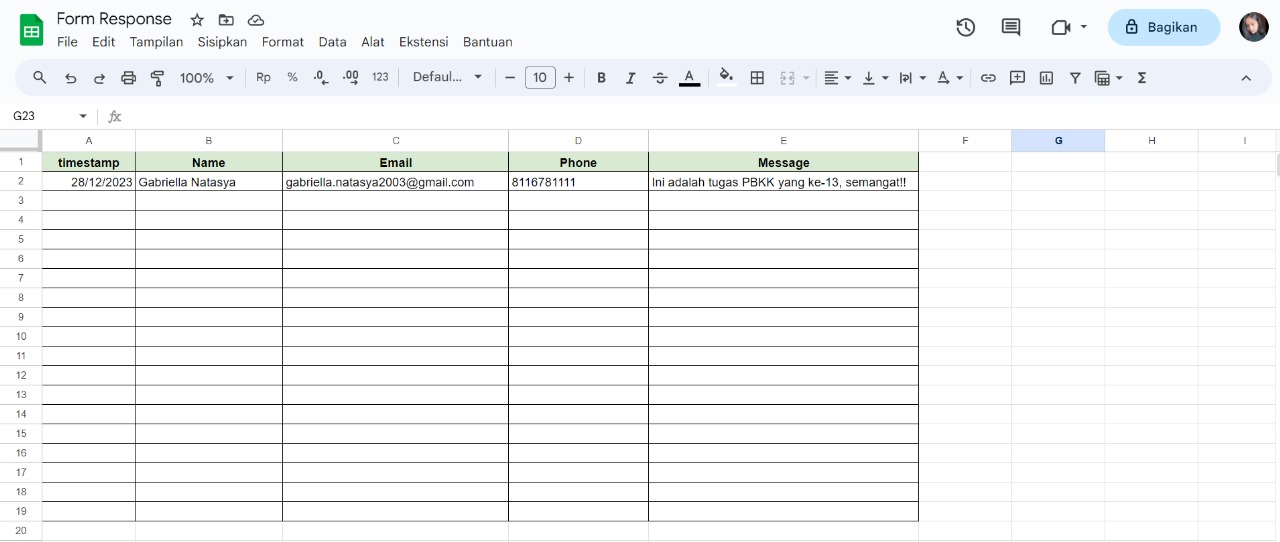 Form Response
File Edit Tampilan Sisipkan Format Data Alat Ekstensi Bantuan
Bagikan
100% Rp % .0 .00 123 Defaul... 10 B I A A Σ
G23 fx
A B C D E F G H I
1 timestamp Name Email Phone Message
2 28/12/2023 Gabriella Natasya gabriella.natasya2003@gmail.com 8116781111 Ini adalah tugas PBKK yang ke-13, semangat!!
3
4
5
6
7
8
9
10
11
12
13
14
15
16
17
18
19
20